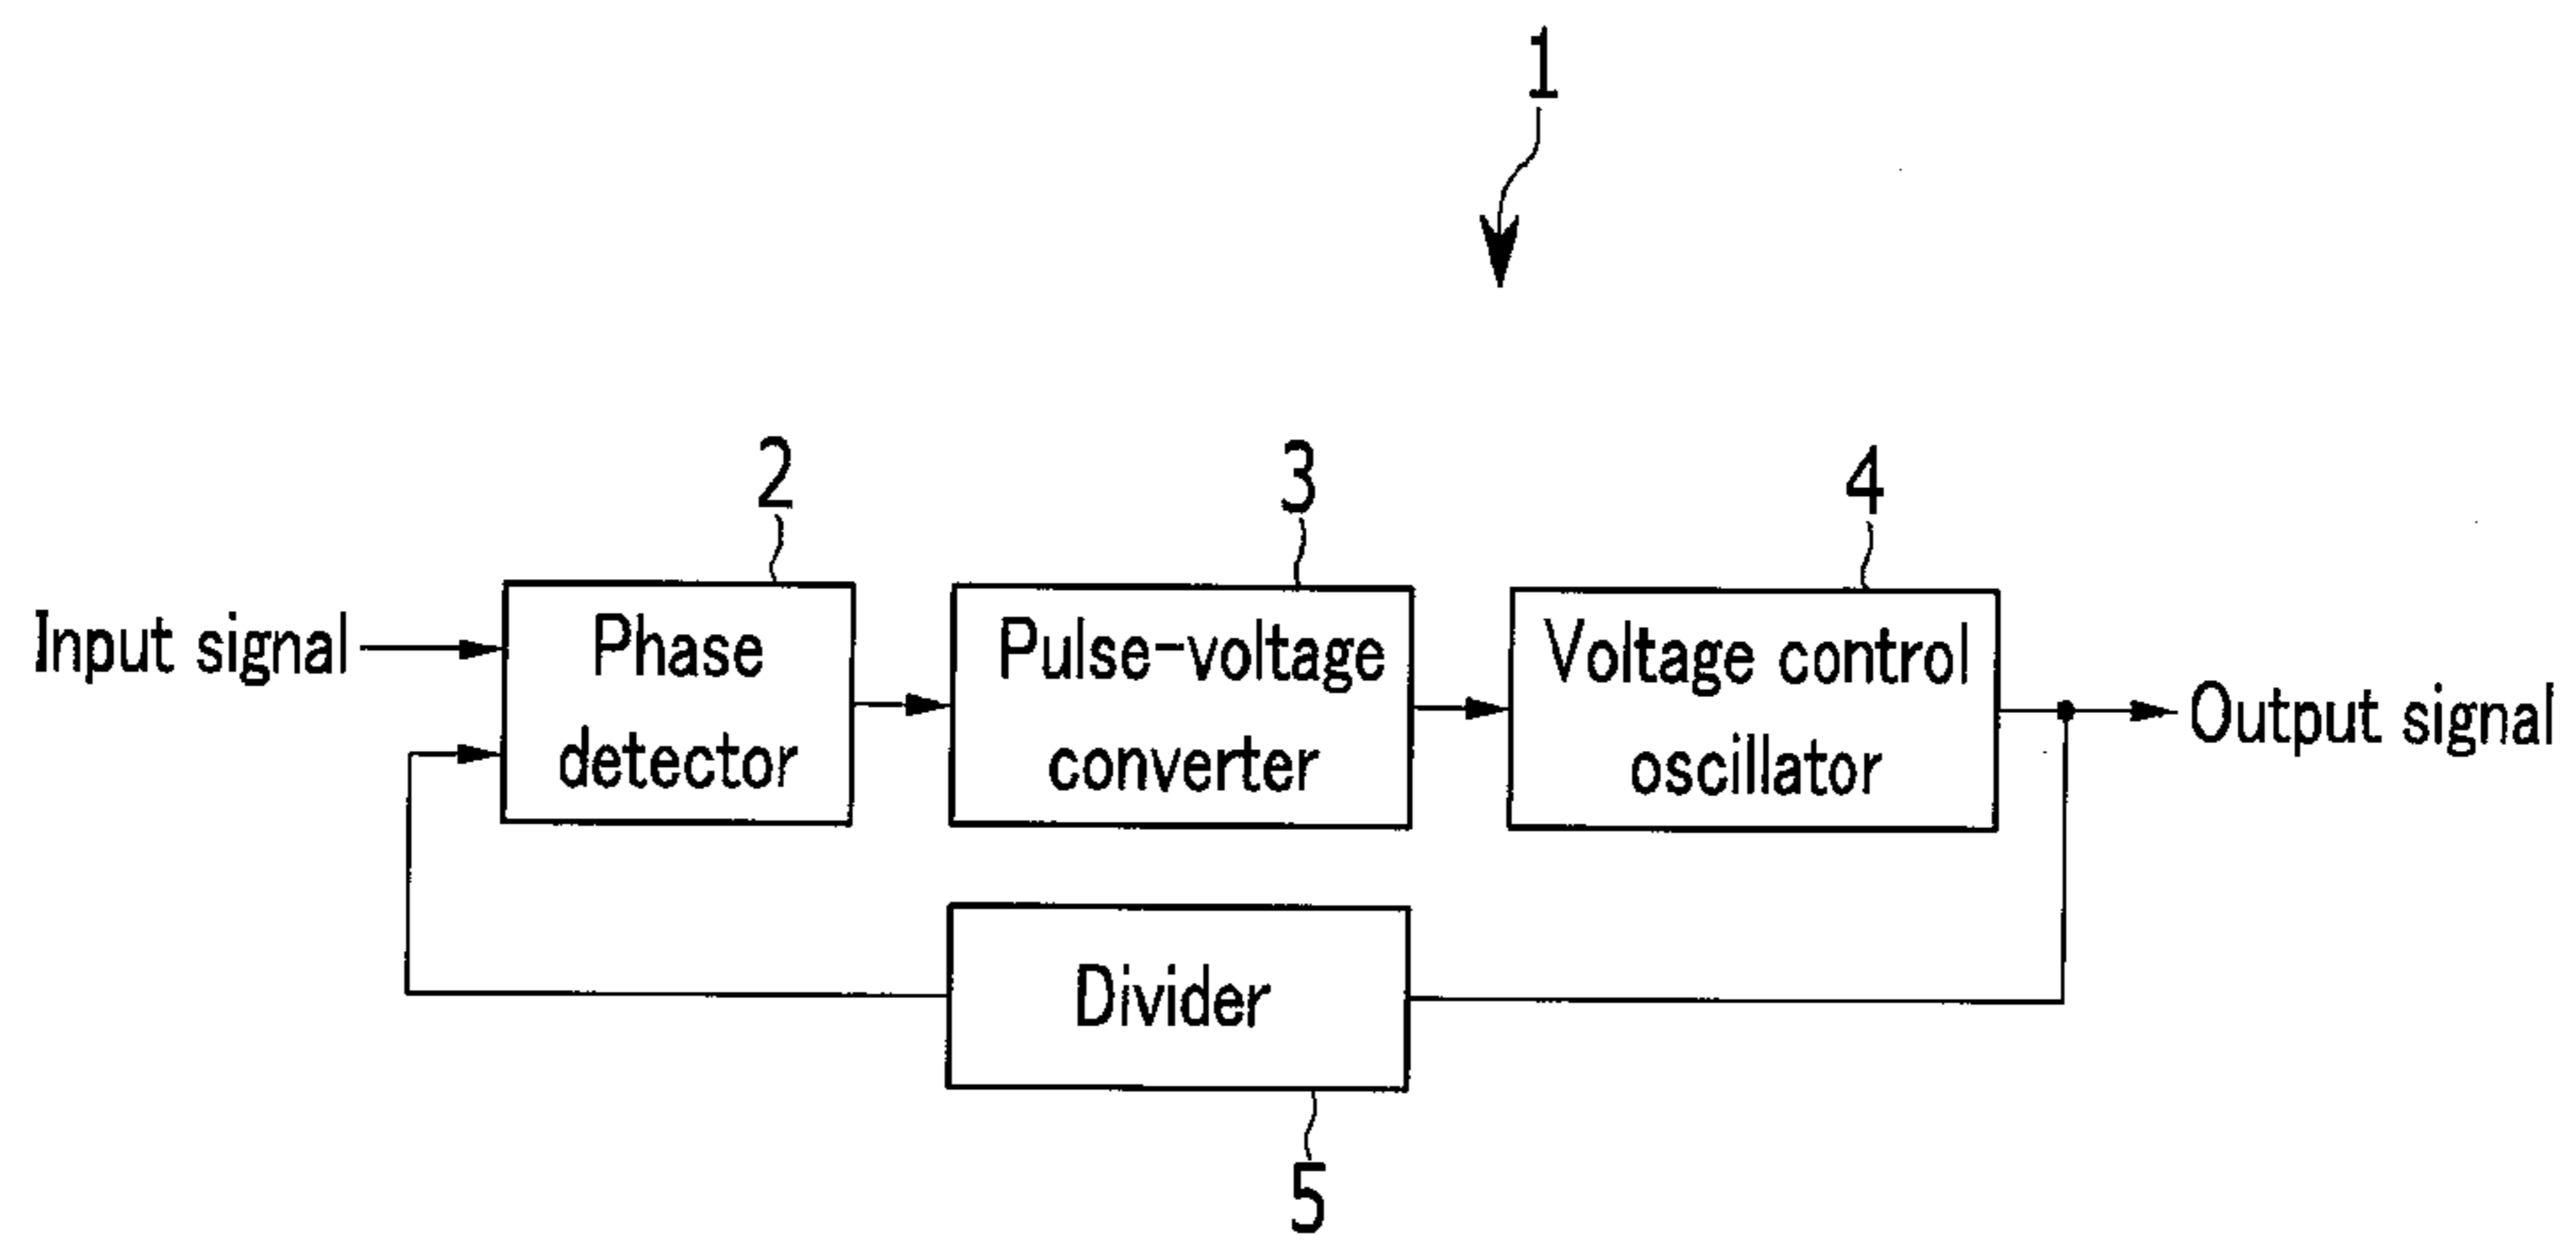 1
2
3
4
Input signal
Phase
detector
Pulse-voltage
converter
Voltage control
oscillator
Output signal
Divider
5